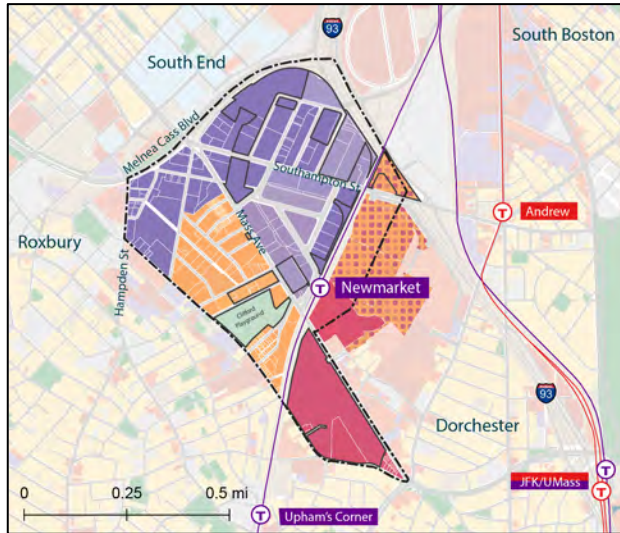 93
South Boston
South End
Melnea Cass Blvd
Southampton St
Andrew
Mass Ave
Roxbury
Hampden St
Newmarket
T
Clifford
Playground
93
Dorchester
0 0.25 0.5 mi
JFK/UMass
T
T
T Upham's Corner
T